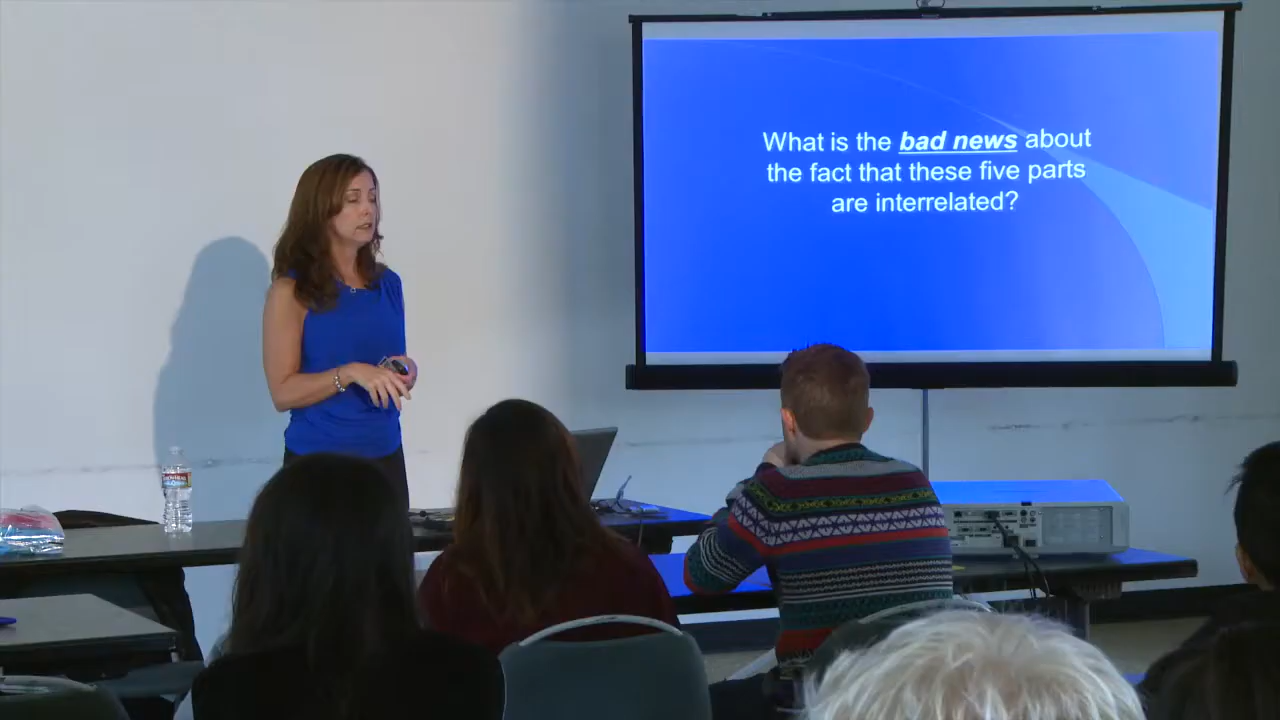 What is the bad news about
the fact that these five parts
are interrelated?